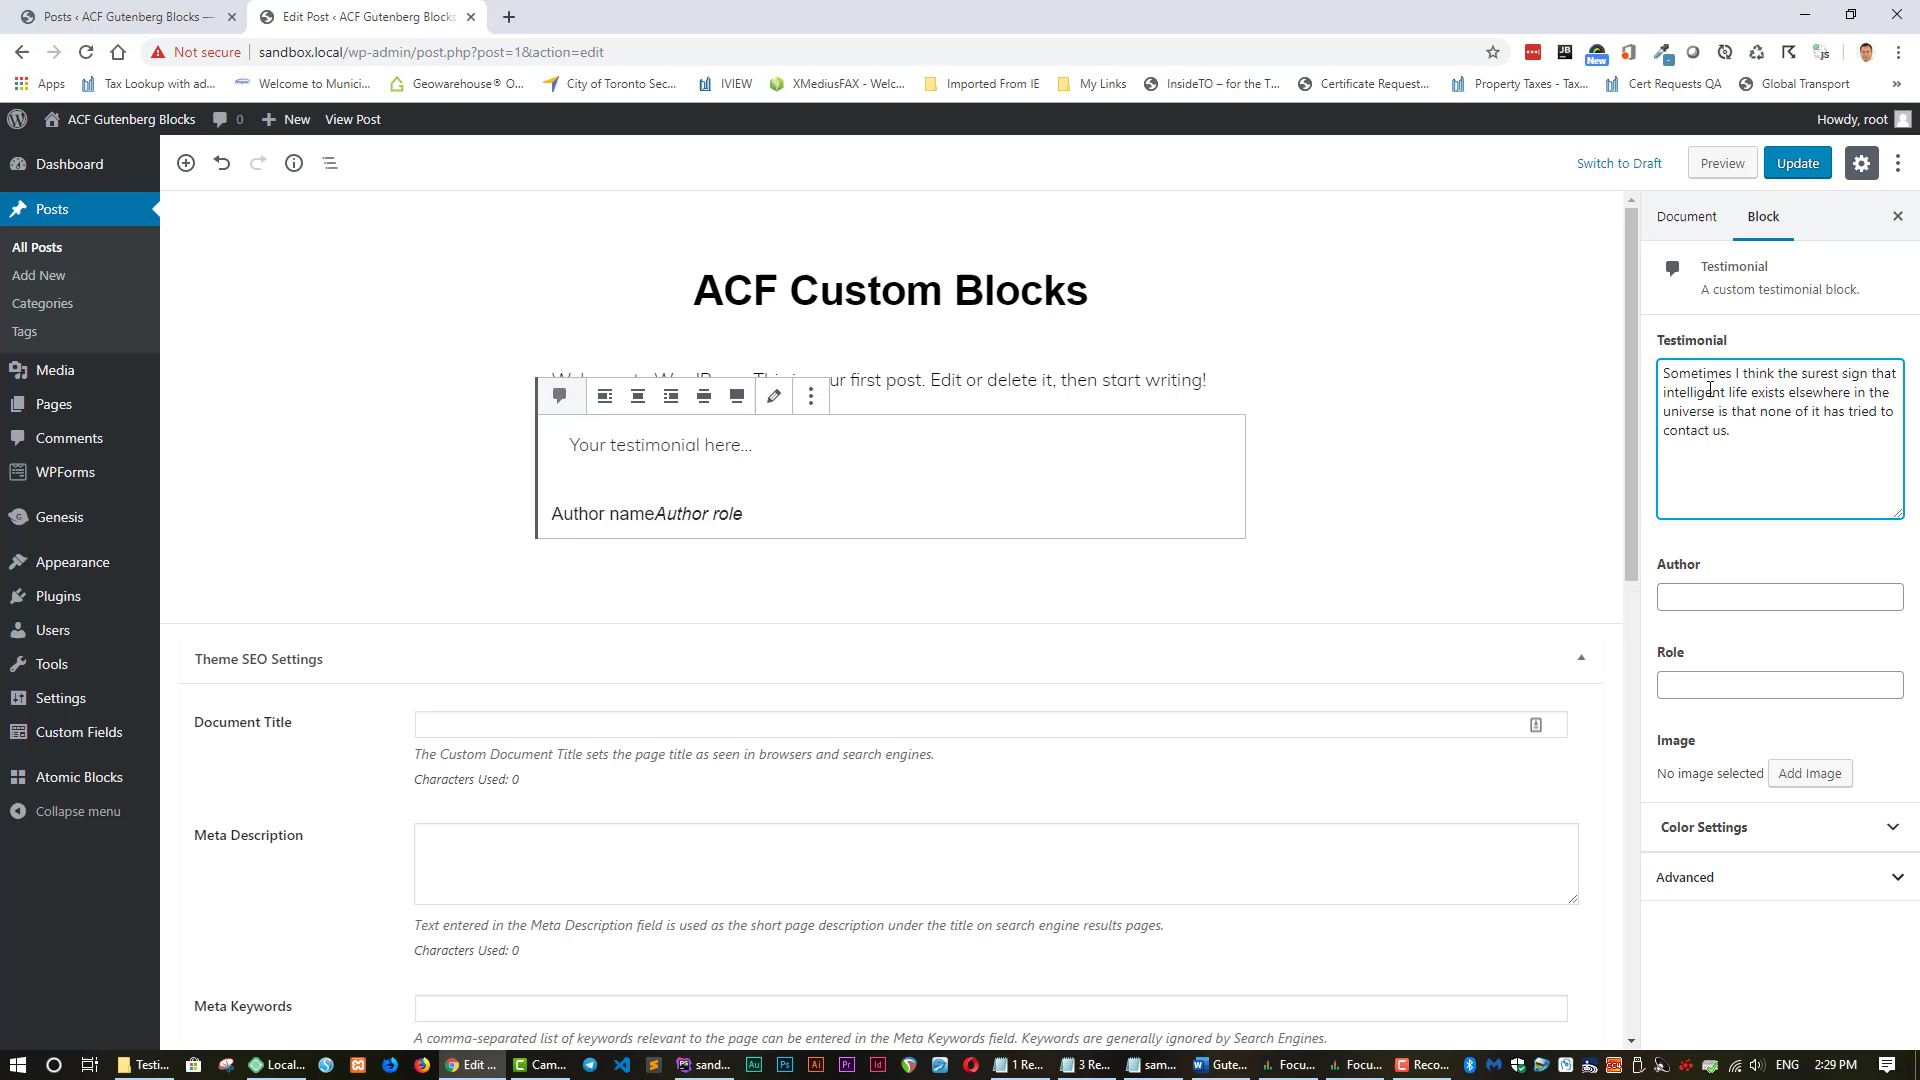 Posts ‹ ACF Gutenberg Blocks —
Edit Post ‹ ACF Gutenberg Blocks
Not secure
sandbox.local/wp-admin/post.php?post=1&action=edit
New
Apps
Tax Lookup with ad...
Welcome to Munici...
Geowarehouse® O...
City of Toronto Sec...
IVIEW
XMediusFAX - Welc...
Imported From IE
My Links
InsideTO – for the T...
Certificate Request...
Property Taxes - Tax...
Cert Requests QA
Global Transport
»
ACF Gutenberg Blocks
0
New
View Post
Howdy, root
Dashboard
Posts
All Posts
Add New
Categories
Tags
Media
Pages
Comments
WPForms
Genesis
Appearance
Plugins
Users
Tools
Settings
Custom Fields
Atomic Blocks
Collapse menu
Switch to Draft
Preview
Update
ACF Custom Blocks
ur first post. Edit or delete it, then start writing!
Your testimonial here...
Author nameAuthor role
Theme SEO Settings
Document Title
The Custom Document Title sets the page title as seen in browsers and search engines.
Characters Used: 0
Meta Description
Text entered in the Meta Description field is used as the short page description under the title on search engine results pages.
Characters Used: 0
Meta Keywords
A comma-separated list of keywords relevant to the page can be entered in the Meta Keywords field. Keywords are generally ignored by Search Engines.
Document
Block
Testimonial
A custom testimonial block.
Testimonial
Sometimes I think the surest sign that
intelligent life exists elsewhere in the
universe is that none of it has tried to
contact us.
Author
Role
Image
No image selected
Add Image
Color Settings
Advanced
Testi...
Local...
Edit ...
Cam...
sand...
1 Re...
3 Re...
sam...
Gute...
Focu...
Focu...
Reco...
ENG
2:29 PM